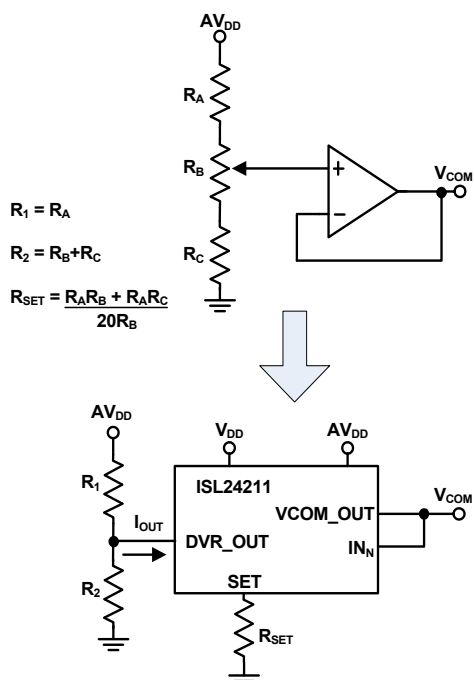 AVDD
RA
RB
RC
+
−
VCOM
R1 = RA
R2 = RB+RC
RSET = RARB + RARC
20RB
AVDD
R1
R2
IOUT
VDD
AVDD
ISL24211
VCOM_OUT
DVR_OUT
INN
SET
VCOM
RSET